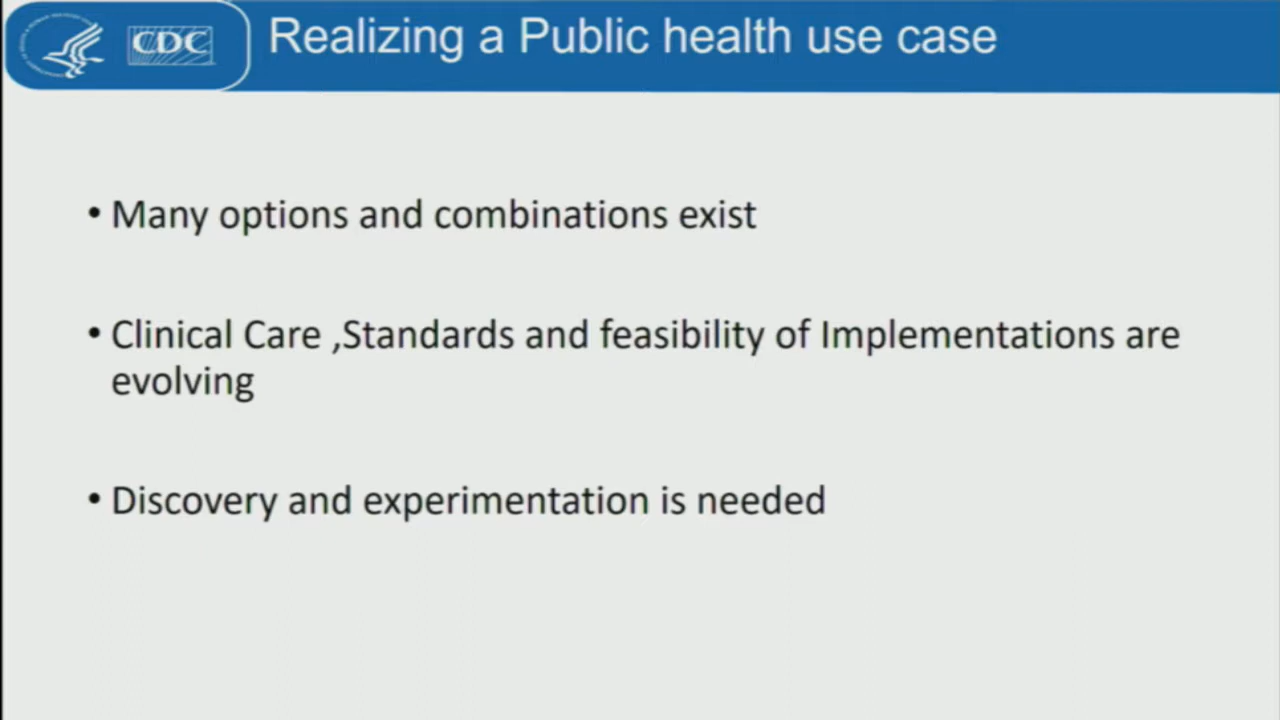 CDC
Realizing a Public health use case
• Many options and combinations exist
• Clinical Care ,Standards and feasibility of Implementations are
evolving
• Discovery and experimentation is needed